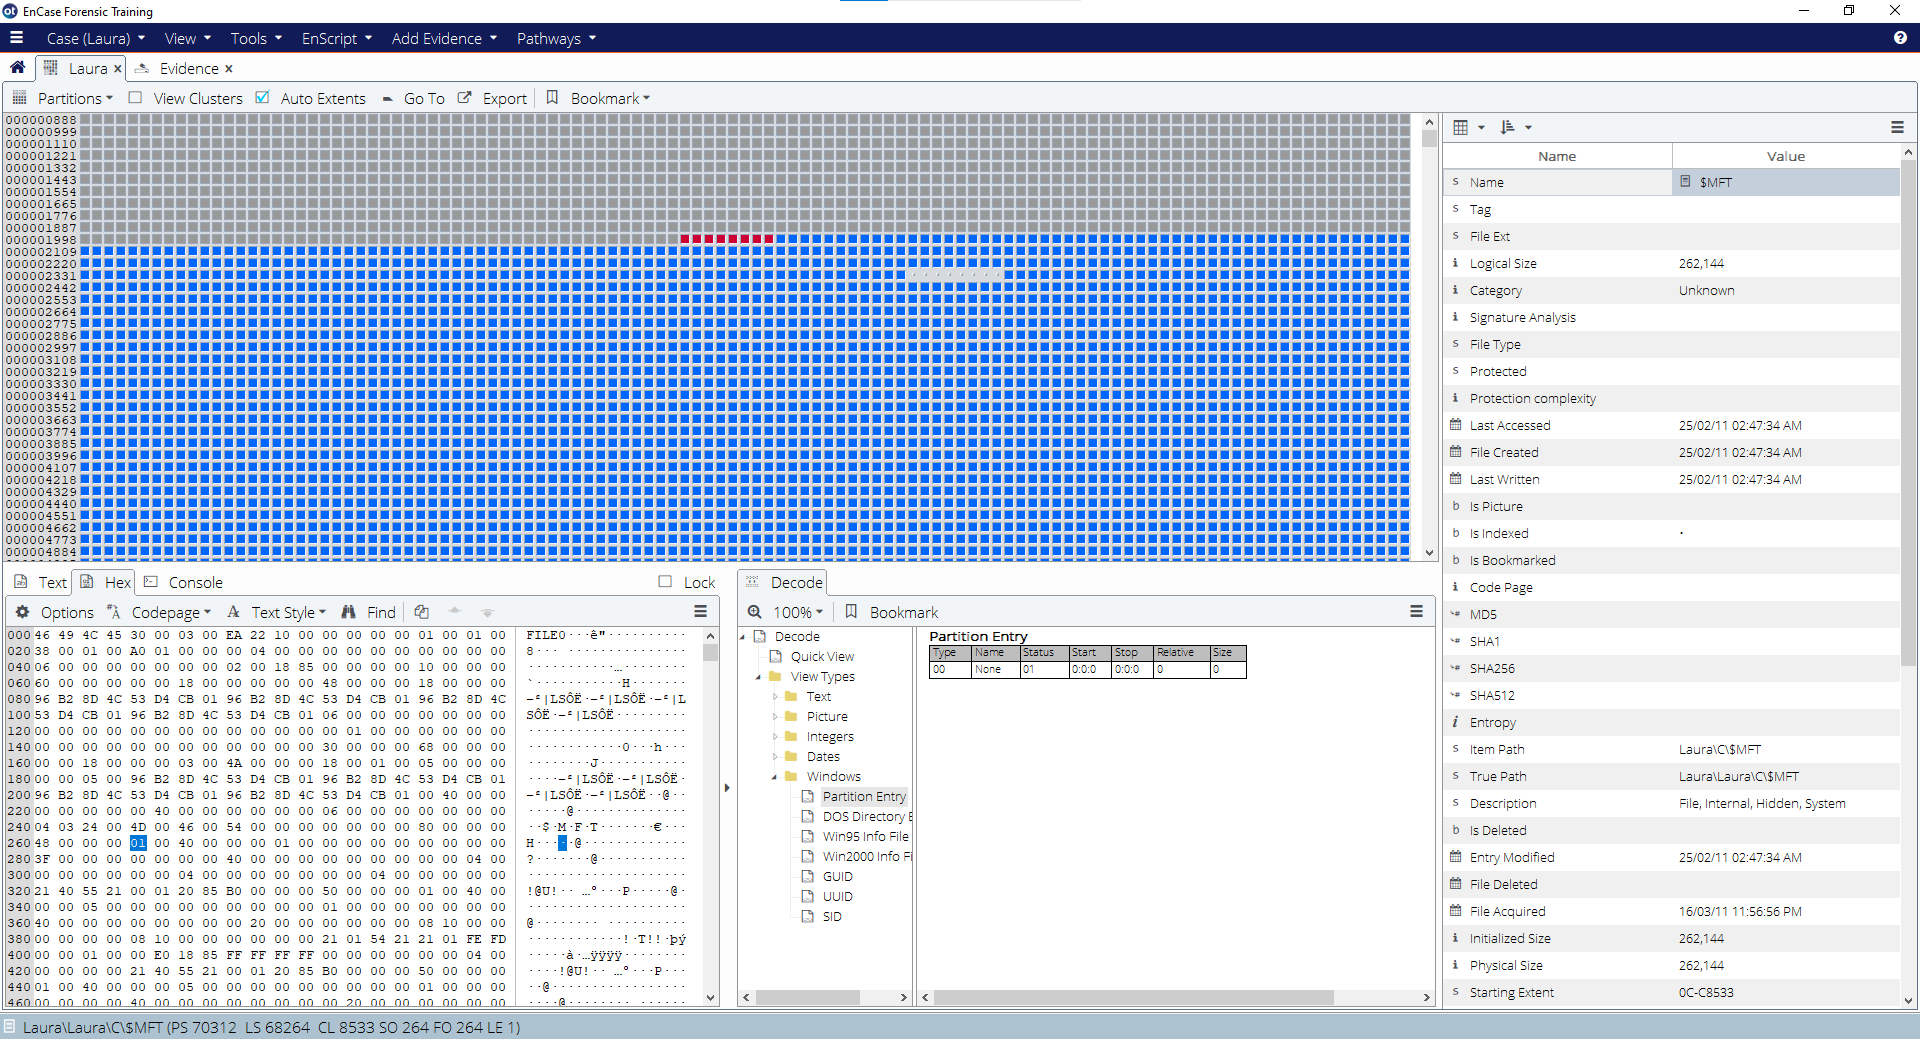 EnCase Forensic Training
Case (Laura) View Tools EnScript Add Evidence Pathways
Laura Evidence
Partitions View Clusters Auto Extents Go To Export Bookmark
000000888
000000999
000001110
000001221
000001332
000001443
000001554
000001665
000001776
000001887
000001998
000002109
000002220
000002331
000002442
000002553
000002664
000002775
000002886
000002997
000003108
000003219
000003330
000003441
000003552
000003663
000003774
000003885
000003996
000004107
000004218
000004329
000004440
000004551
000004662
000004773
000004884
Name Value
Name $MFT
Tag
File Ext
Logical Size 262,144
Category Unknown
Signature Analysis
File Type
Protected
Protection complexity
Last Accessed 25/02/11 02:47:34 AM
File Created 25/02/11 02:47:34 AM
Last Written 25/02/11 02:47:34 AM
Is Picture
Is Indexed ·
Is Bookmarked
Code Page
MD5
SHA1
SHA256
SHA512
Entropy
Item Path Laura\C\$MFT
True Path Laura\Laura\C\$MFT
Description File, Internal, Hidden, System
Is Deleted
Entry Modified 25/02/11 02:47:34 AM
File Deleted
File Acquired 16/03/11 11:56:56 PM
Initialized Size 262,144
Physical Size 262,144
Starting Extent 0C-C8533
Text Hex Console Lock
Options Codepage Text Style Find
000 46 49 4C 45 30 00 03 00 EA 22 10 00 00 00 00 00 01 00 01 00 FILE0···ê"··········
020 38 00 01 00 A0 01 00 00 00 04 00 00 00 00 00 00 00 00 00 00
040 06 00 00 00 00 00 00 00 02 00 18 85 00 00 00 00 10 00 00 00
060 60 00 00 00 00 00 18 00 00 00 00 00 48 00 00 00 18 00 00 00
080 96 B2 8D 4C 53 D4 CB 01 96 B2 8D 4C 53 D4 CB 01 96 B2 8D 4C
100 53 D4 CB 01 96 B2 8D 4C 53 D4 CB 01 06 00 00 00 00 00 00 00
120 00 00 00 00 00 00 00 00 00 00 00 00 00 01 00 00 00 00 00 00
140 00 00 00 00 00 00 00 00 00 00 00 00 30 00 00 00 68 00 00 00
160 00 00 18 00 00 00 03 00 4A 00 00 00 18 00 01 00 05 00 00 00
180 00 00 05 00 96 B2 8D 4C 53 D4 CB 01 96 B2 8D 4C 53 D4 CB 01
200 96 B2 8D 4C 53 D4 CB 01 96 B2 8D 4C 53 D4 CB 01 00 40 00 00
220 00 00 00 00 00 40 00 00 00 00 00 00 06 00 00 00 00 00 00 00
240 04 03 24 00 4D 00 46 00 54 00 00 00 00 00 00 00 80 00 00 00
260 48 00 00 00 01 00 40 00 00 00 01 00 00 00 00 00 00 00 00 00
280 3F 00 00 00 00 00 00 00 40 00 00 00 00 00 00 00 00 00 04 00
300 00 00 00 00 00 00 04 00 00 00 00 00 00 00 04 00 00 00 00 00
320 21 40 55 21 00 01 20 85 B0 00 00 00 50 00 00 00 01 00 40 00
340 00 00 05 00 00 00 00 00 00 00 00 00 01 00 00 00 00 00 00 00
360 40 00 00 00 00 00 00 00 00 20 00 00 00 00 00 00 08 10 00 00
380 00 00 00 00 08 10 00 00 00 00 00 00 21 01 54 21 21 01 FE FD
400 00 00 01 00 00 E0 18 85 FF FF FF FF 00 00 00 00 00 00 04 00
420 00 00 00 00 21 40 55 21 00 01 20 85 B0 00 00 00 50 00 00 00
440 01 00 40 00 00 00 05 00 00 00 00 00 00 00 00 00 01 00 00 00
460 00 00 00 00 40 00 00 00 00 00 00 00 00 20 00 00 00 00 00 00
Decode
100% Bookmark
Decode
Quick View
View Types
Text
Picture
Integers
Dates
Windows
Partition Entry
DOS Directory E
Win95 Info File
Win2000 Info Fi
GUID
UUID
SID
Partition Entry
Type Name Status Start Stop Relative Size
00 None 01 0:0:0 0:0:0 0 0
Laura\Laura\C\$MFT (PS 70312 LS 68264 CL 8533 SO 264 FO 264 LE 1)